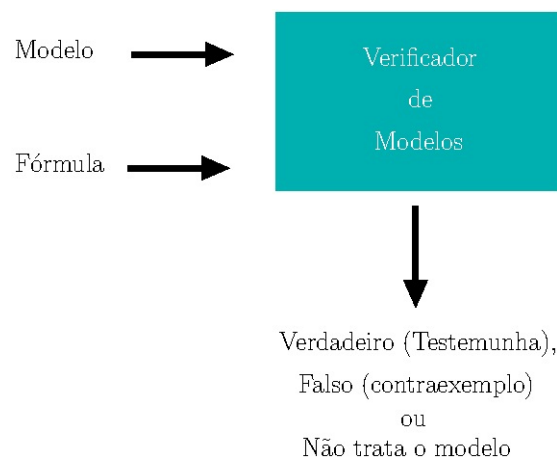 Modelo
Fórmula
Verificador
de
Modelos
Verdadeiro (Testemunha),
Falso (contraexemplo)
ou
Não trata o modelo